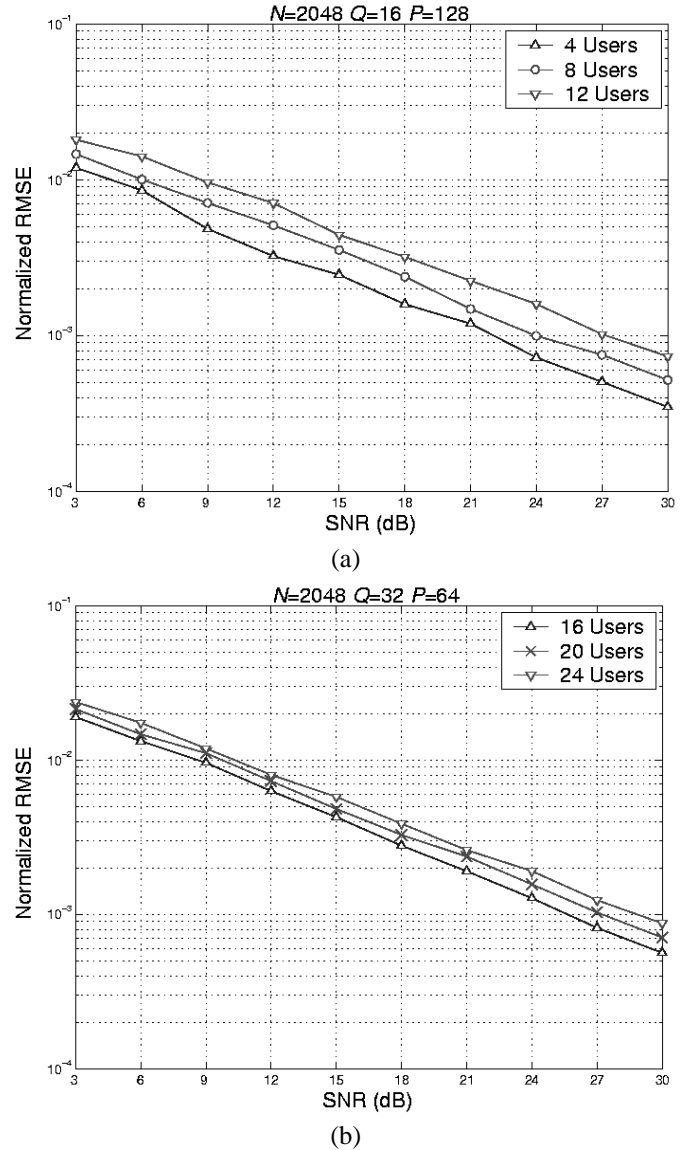 N=2048 Q=16 P=128
4 Users
8 Users
12 Users
10⁻¹
10⁻²
10⁻³
10⁻⁴
Normalized RMSE
3 6 9 12 15 18 21 24 27 30
SNR (dB)
(a)
N=2048 Q=32 P=64
16 Users
20 Users
24 Users
10⁻¹
10⁻²
10⁻³
10⁻⁴
Normalized RMSE
3 6 9 12 15 18 21 24 27 30
SNR (dB)
(b)